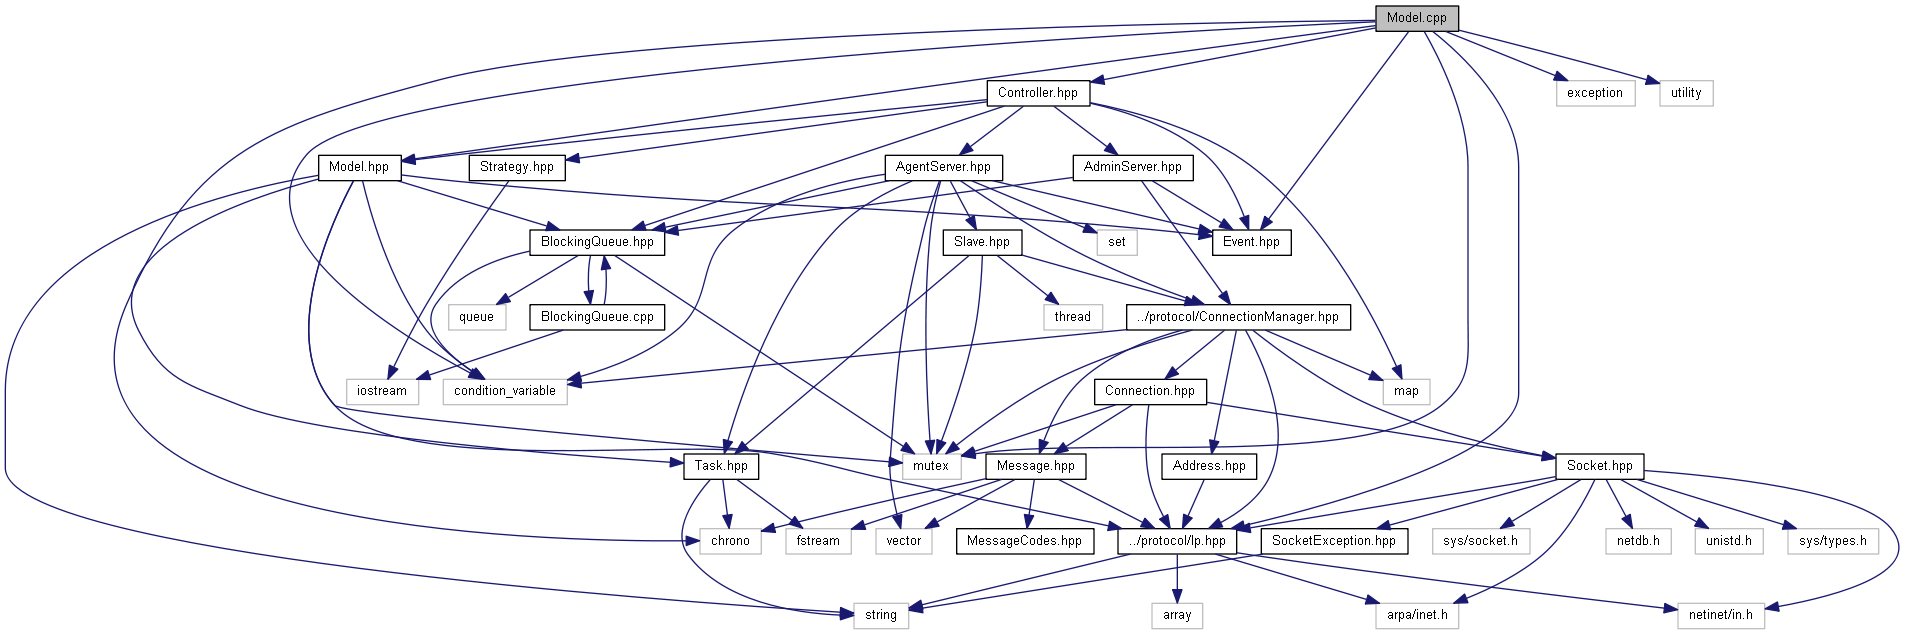 Model.cpp
Controller.hpp
exception
utility
Model.hpp
Strategy.hpp
AgentServer.hpp
AdminServer.hpp
BlockingQueue.hpp
Slave.hpp
set
Event.hpp
queue
BlockingQueue.cpp
thread
../protocol/ConnectionManager.hpp
iostream
condition_variable
Connection.hpp
map
Task.hpp
mutex
Message.hpp
Address.hpp
Socket.hpp
chrono
fstream
vector
MessageCodes.hpp
../protocol/Ip.hpp
SocketException.hpp
sys/socket.h
netdb.h
unistd.h
sys/types.h
string
array
arpa/inet.h
netinet/in.h